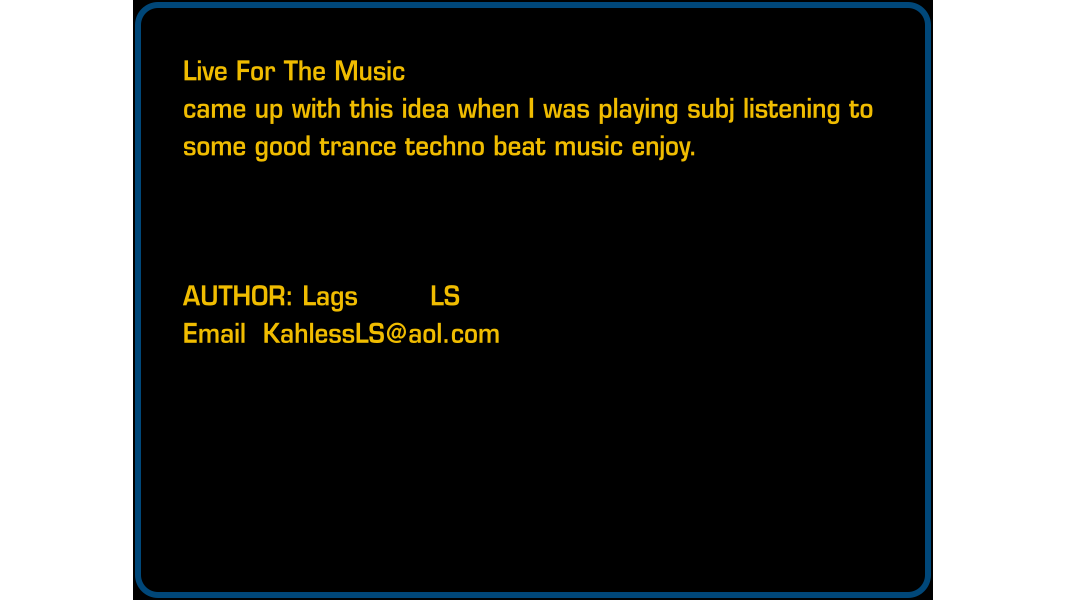 Live For The Music
came up with this idea when I was playing subj listening to
some good trance techno beat music enjoy.
AUTHOR: Lags LS
Email KahlessLS@aol.com